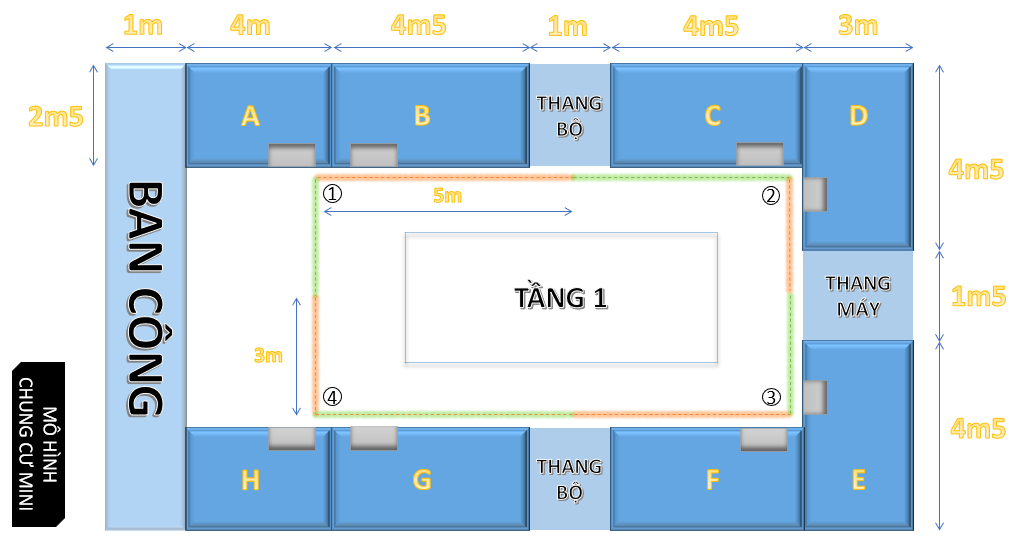 1m 4m 4m5 1m 4m5 3m
2m5
A
B
THANG
BỘ
C
D
4m5
①
②
5m
BAN CÔNG
TẦNG 1
THANG
MÁY
1m5
3m
④
③
MÔ HÌNH
CHUNG CƯ MINI
H
G
THANG
BỘ
F
E
4m5